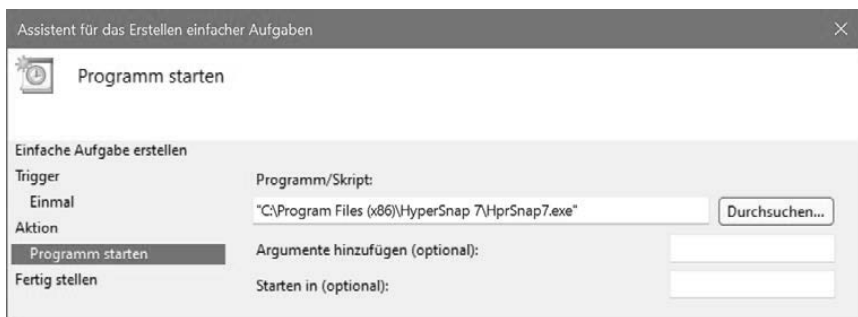 Assistent für das Erstellen einfacher Aufgaben
Programm starten
Einfache Aufgabe erstellen
Trigger
Einmal
Aktion
Programm starten
Fertig stellen
Programm/Skript:
"C:\Program Files (x86)\HyperSnap 7\HprSnap7.exe"
Durchsuchen...
Argumente hinzufügen (optional):
Starten in (optional):